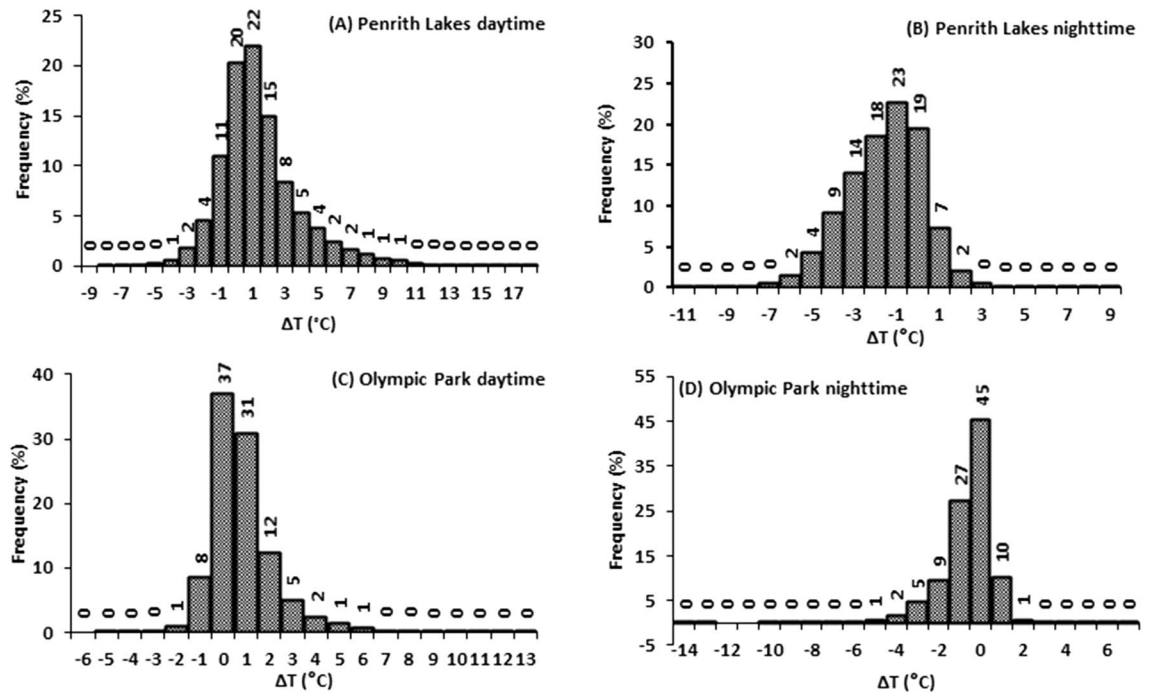 (A) Penrith Lakes daytime
Frequency (%)
25
20
15
10
5
0
0 0 0 0 0 1 2 4 11 20 22 15 8 5 4 2 2 1 1 1 0 0 0 0 0 0 0 0
-9 -7 -5 -3 -1 1 3 5 7 9 11 13 15 17
ΔT (°C)
(B) Penrith Lakes nighttime
Frequency (%)
30
25
20
15
10
5
0
0 0 0 0 0 2 4 9 14 18 23 19 7 2 0 0 0 0 0 0 0
-11 -9 -7 -5 -3 -1 1 3 5 7 9
ΔT (°C)
(C) Olympic Park daytime
Frequency (%)
40
30
20
10
0
0 0 0 0 1 8 37 31 12 5 2 1 1 0 0 0 0 0 0 0
-6 -5 -4 -3 -2 -1 0 1 2 3 4 5 6 7 8 9 10 11 12 13
ΔT (°C)
(D) Olympic Park nighttime
Frequency (%)
55
45
35
25
15
5
-5
0 0 0 0 0 0 0 0 0 1 2 5 9 27 45 10 1 0 0 0 0 0
-14 -12 -10 -8 -6 -4 -2 0 2 4 6
ΔT (°C)